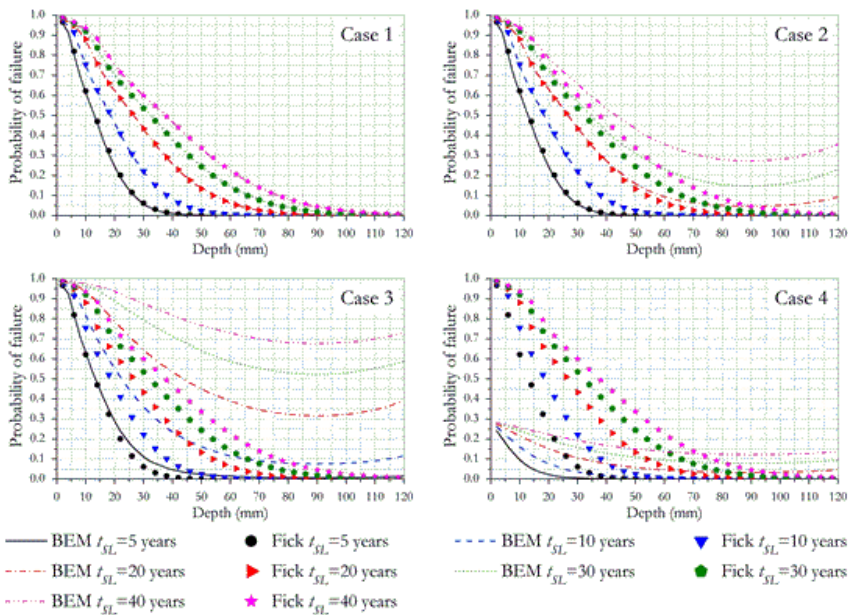 Case 1
Probability of failure
1.0
0.9
0.8
0.7
0.6
0.5
0.4
0.3
0.2
0.1
0.0
0 10 20 30 40 50 60 70 80 90 100 110 120
Depth (mm)
Case 2
Probability of failure
1.0
0.9
0.8
0.7
0.6
0.5
0.4
0.3
0.2
0.1
0.0
0 10 20 30 40 50 60 70 80 90 100 110 120
Depth (mm)
Case 3
Probability of failure
1.0
0.9
0.8
0.7
0.6
0.5
0.4
0.3
0.2
0.1
0.0
0 10 20 30 40 50 60 70 80 90 100 110 120
Depth (mm)
Case 4
Probability of failure
1.0
0.9
0.8
0.7
0.6
0.5
0.4
0.3
0.2
0.1
0.0
0 10 20 30 40 50 60 70 80 90 100 110 120
Depth (mm)
BEM t_SL=5 years
Fick t_SL=5 years
BEM t_SL=10 years
Fick t_SL=10 years
BEM t_SL=20 years
Fick t_SL=20 years
BEM t_SL=30 years
Fick t_SL=30 years
BEM t_SL=40 years
Fick t_SL=40 years